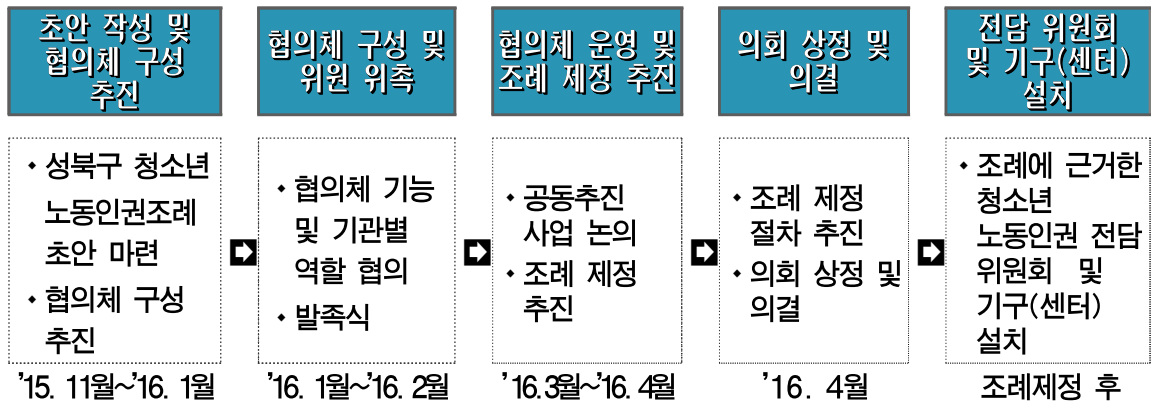 초안 작성 및
협의체 구성
추진
협의체 구성 및
위원 위촉
협의체 운영 및
조례 제정 추진
의회 상정 및
의결
전담 위원회
및 기구(센터)
설치
성북구 청소년
노동인권조례
초안 마련
협의체 구성
추진
협의체 기능
및 기관별
역할 협의
발족식
공동추진
사업 논의
조례 제정
추진
조례 제정
절차 추진
의회 상정 및
의결
조례에 근거한
청소년
노동인권 전담
위원회 및
기구(센터)
설치
'15. 11월~'16. 1월
'16. 1월~'16. 2월
'16.3월~'16. 4월
'16. 4월
조례제정 후